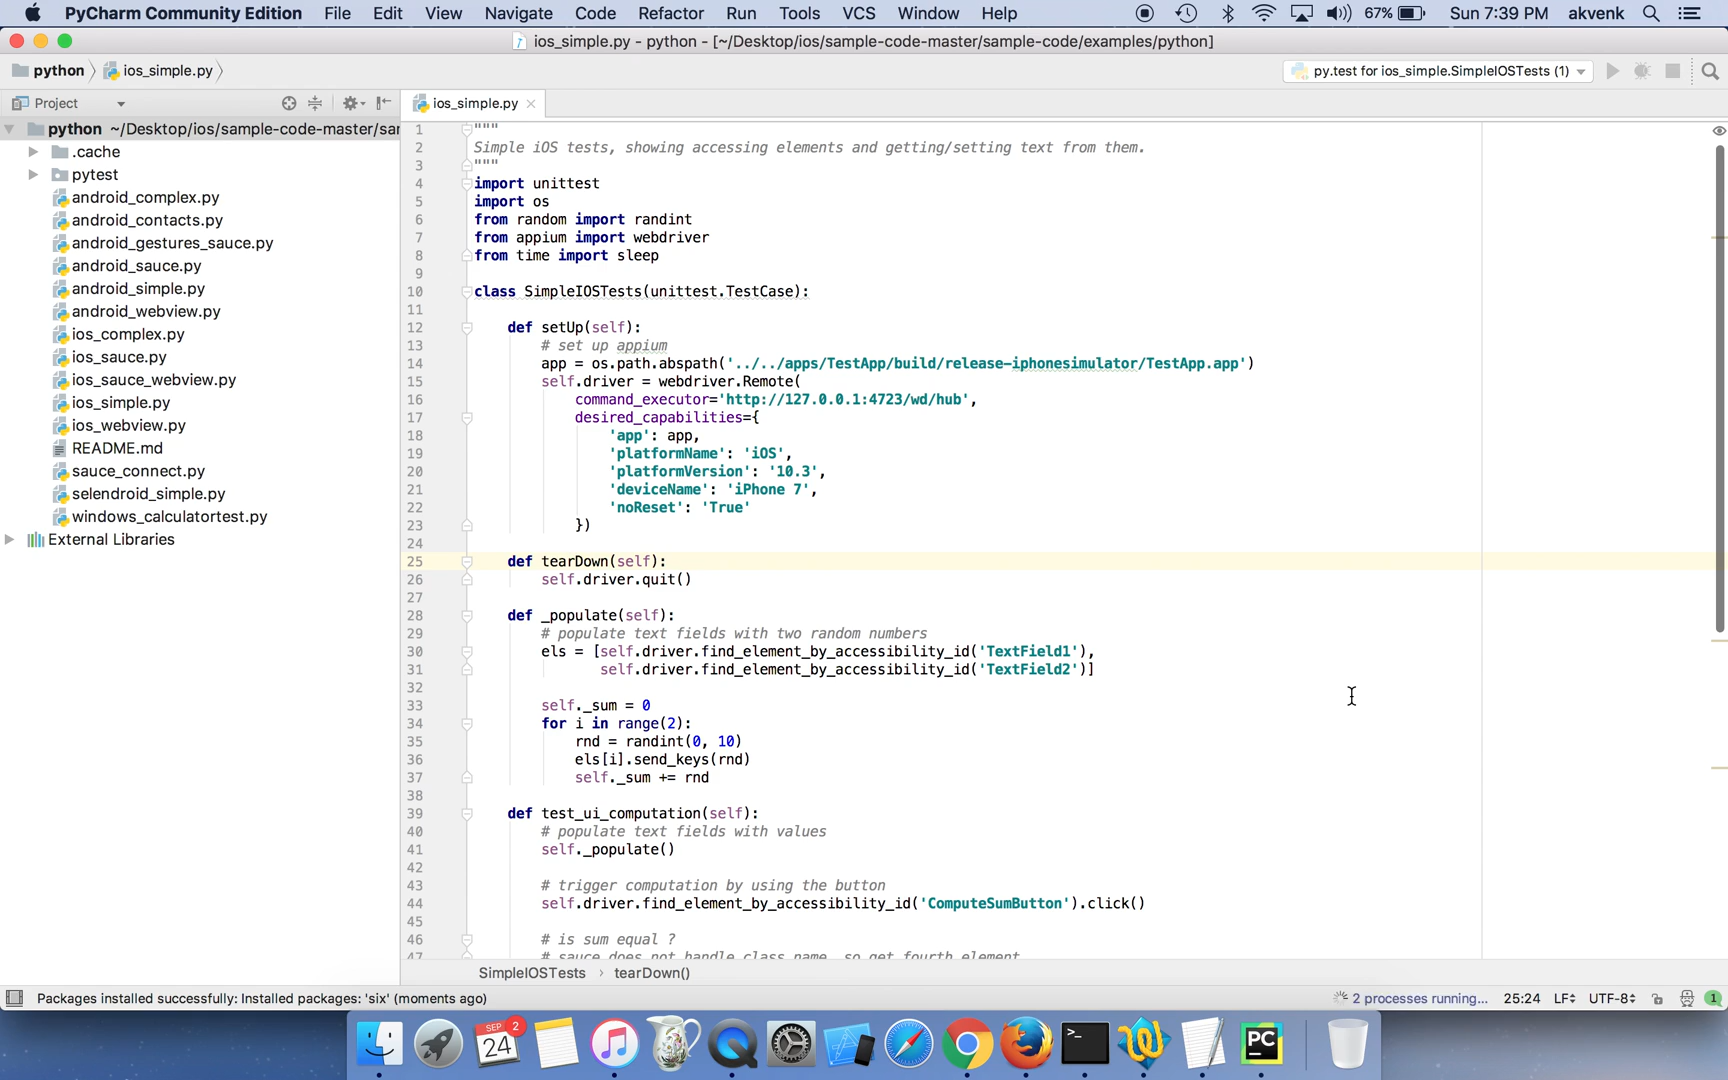 PyCharm Community Edition File Edit View Navigate Code Refactor Run Tools VCS Window Help 67% Sun 7:39 PM akvenk
ios_simple.py - python - [~/Desktop/ios/sample-code-master/sample-code/examples/python]
python ios_simple.py py.test for ios_simple.SimpleIOSTests (1)
Project ios_simple.py
python ~/Desktop/ios/sample-code-master/sar
.cache
pytest
android_complex.py
android_contacts.py
android_gestures_sauce.py
android_sauce.py
android_simple.py
android_webview.py
ios_complex.py
ios_sauce.py
ios_sauce_webview.py
ios_simple.py
ios_webview.py
README.md
sauce_connect.py
selendroid_simple.py
windows_calculatortest.py
External Libraries
1 """
2 Simple iOS tests, showing accessing elements and getting/setting text from them.
3 """
4 import unittest
5 import os
6 from random import randint
7 from appium import webdriver
8 from time import sleep
9
10 class SimpleIOSTests(unittest.TestCase):
11
12 def setUp(self):
13 # set up appium
14 app = os.path.abspath('../../apps/TestApp/build/release-iphonesimulator/TestApp.app')
15 self.driver = webdriver.Remote(
16 command_executor='http://127.0.0.1:4723/wd/hub',
17 desired_capabilities={
18 'app': app,
19 'platformName': 'iOS',
20 'platformVersion': '10.3',
21 'deviceName': 'iPhone 7',
22 'noReset': 'True'
23 })
24
25 def tearDown(self):
26 self.driver.quit()
27
28 def _populate(self):
29 # populate text fields with two random numbers
30 els = [self.driver.find_element_by_accessibility_id('TextField1'),
31 self.driver.find_element_by_accessibility_id('TextField2')]
32
33 self._sum = 0
34 for i in range(2):
35 rnd = randint(0, 10)
36 els[i].send_keys(rnd)
37 self._sum += rnd
38
39 def test_ui_computation(self):
40 # populate text fields with values
41 self._populate()
42
43 # trigger computation by using the button
44 self.driver.find_element_by_accessibility_id('ComputeSumButton').click()
45
46 # is sum equal ?
47 # sauce does not handle class name, so get fourth element
SimpleIOSTests tearDown()
Packages installed successfully: Installed packages: 'six' (moments ago) 2 processes running... 25:24 LF UTF-8 1
SEP 2
24
>_
PC